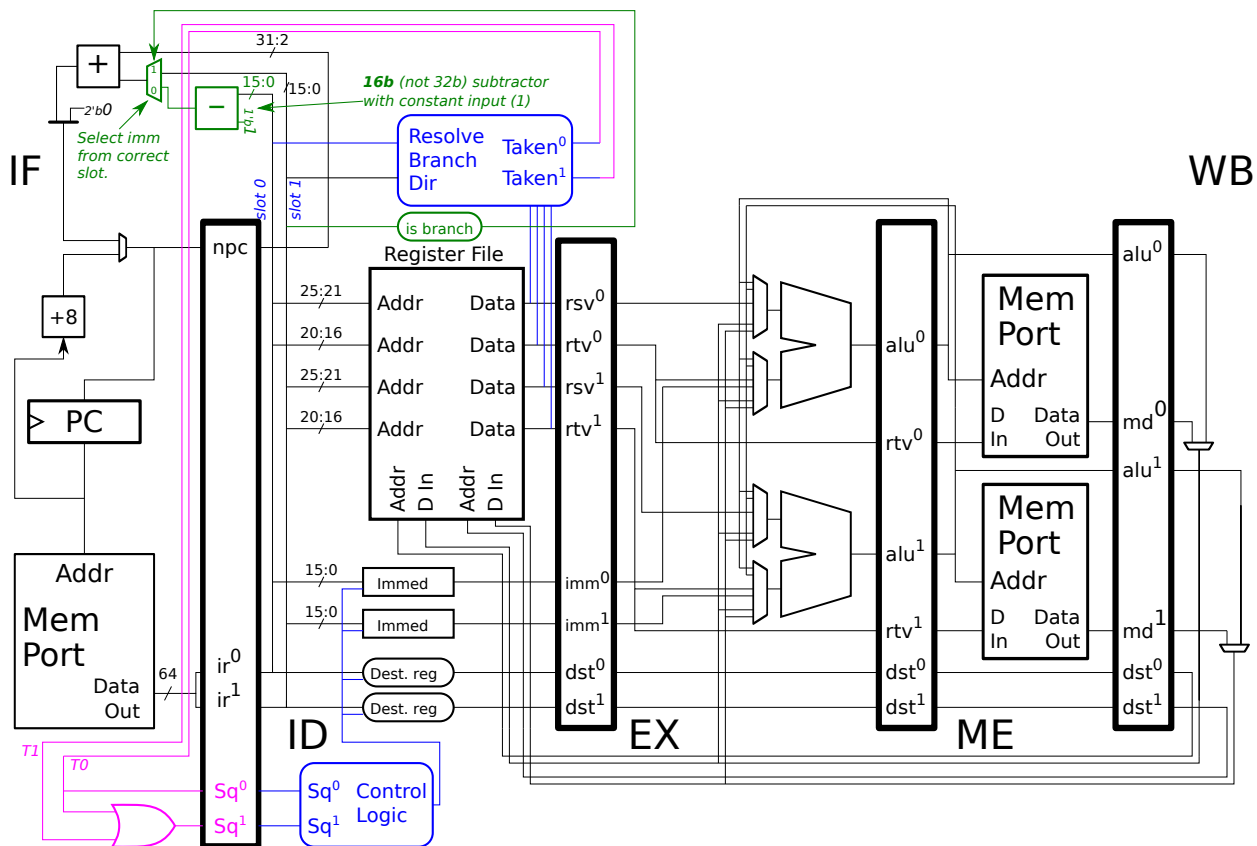 31:2
+
1
0
15:0
15:0
16b (not 32b) subtractor
with constant input (1)
−
1'b1
2'b0
Select imm
from correct
slot.
Resolve
Branch
Dir
Taken0
Taken1
IF
WB
slot 0
slot 1
is branch
npc
Register File
alu0
25:21
Addr
Data
rsv0
20:16
Addr
Data
rtv0
25:21
Addr
Data
rsv1
20:16
Addr
Data
rtv1
Addr
D In
Addr
D In
+8
PC
alu0
rtv0
Mem
Port
Addr
D
In
Data
Out
md0
alu1
Mem
Port
Addr
D
In
Data
Out
alu1
rtv1
md1
Addr
Mem
Port
Data
Out
64
15:0
Immed
imm0
15:0
Immed
imm1
ir0
ir1
Dest. reg
dst0
dst0
dst0
Dest. reg
dst1
dst1
dst1
ID
EX
ME
T1
T0
Sq0
Sq1
Sq0
Sq1
Control
Logic